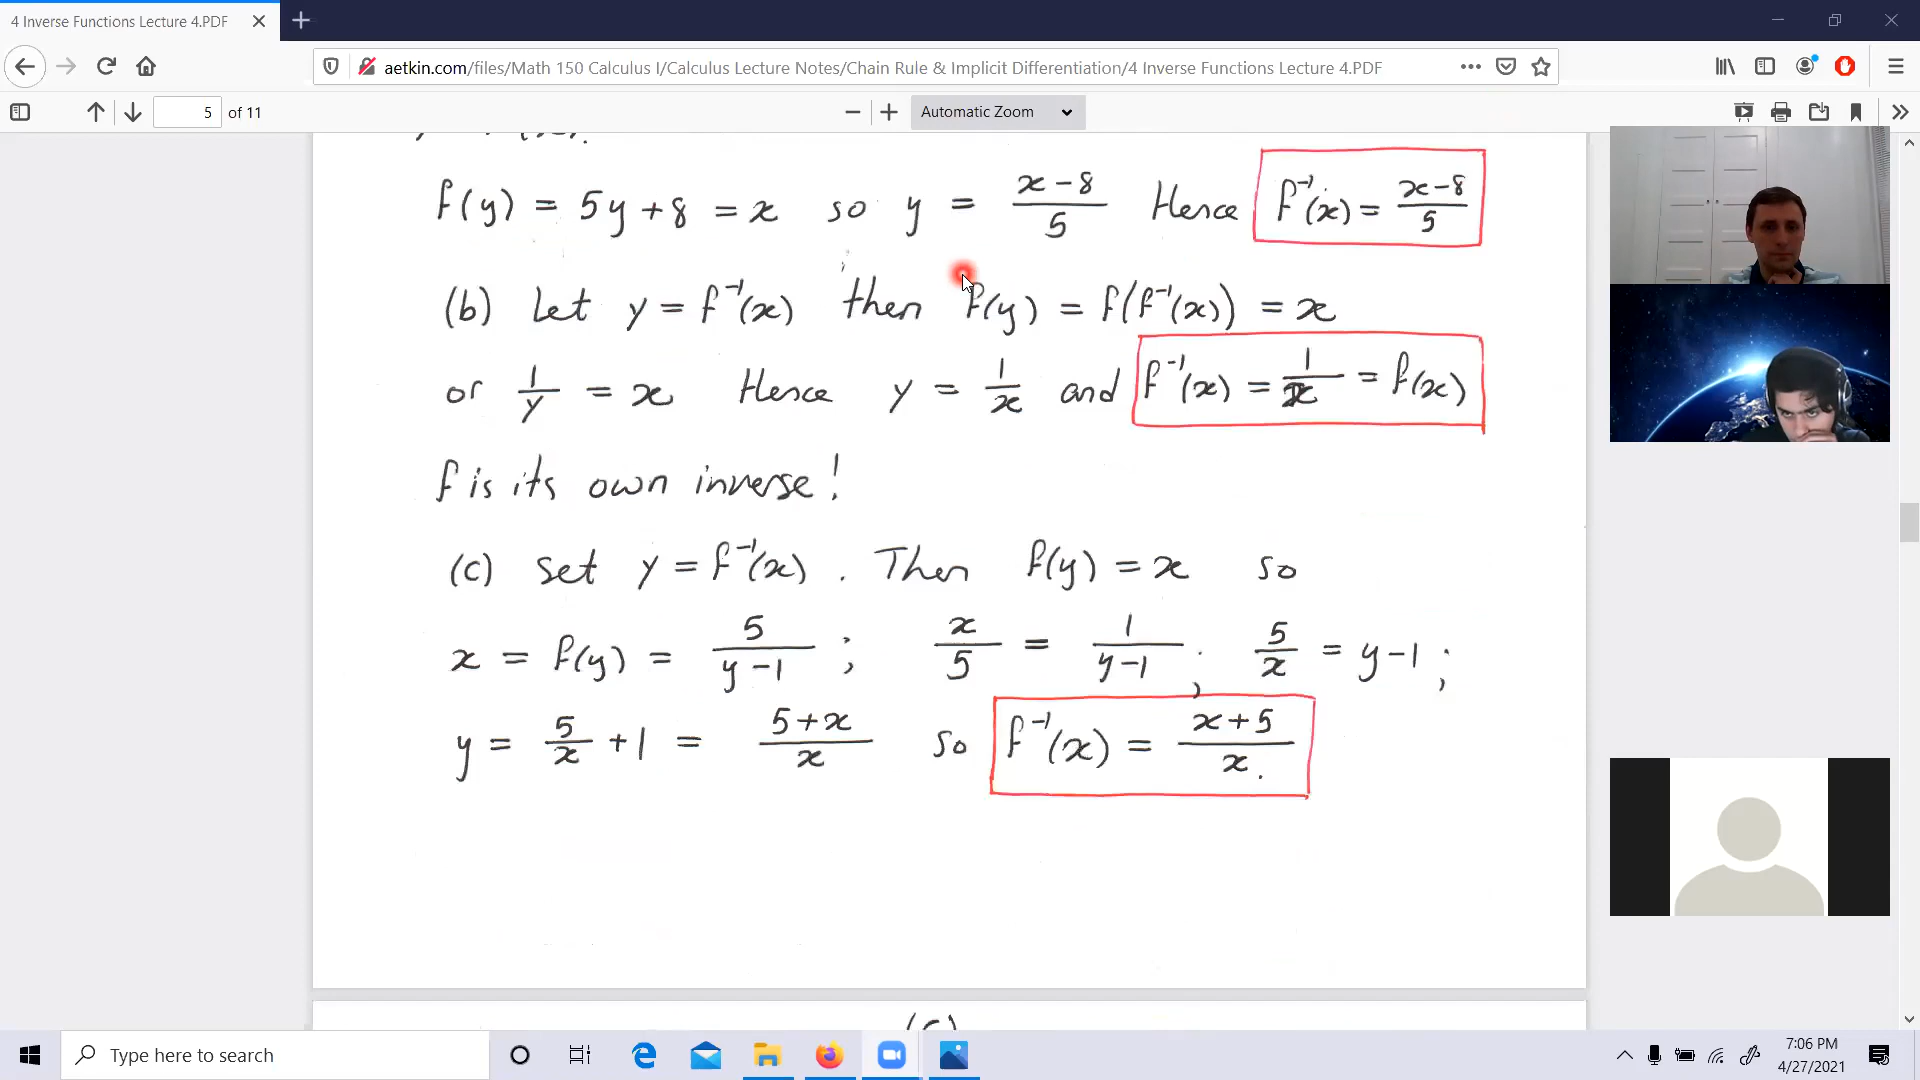 4 Inverse Functions Lecture 4.PDF
aetkin.com/files/Math 150 Calculus I/Calculus Lecture Notes/Chain Rule & Implicit Differentiation/4 Inverse Functions Lecture 4.PDF
5 of 11
Automatic Zoom
f(y) = 5y + 8 = x so y = (x - 8)/5 Hence f⁻¹(x) = (x - 8)/5
(b) Let y = f⁻¹(x) then f(y) = f(f⁻¹(x)) = x
or 1/y = x Hence y = 1/x and f⁻¹(x) = 1/x = f(x)
f is its own inverse!
(c) Set y = f⁻¹(x). Then f(y) = x so
x = f(y) = 5/(y - 1); x/5 = 1/(y - 1); 5/x = y - 1;
y = 5/x + 1 = (5 + x)/x so f⁻¹(x) = (x + 5)/x.
Type here to search
7:06 PM
4/27/2021